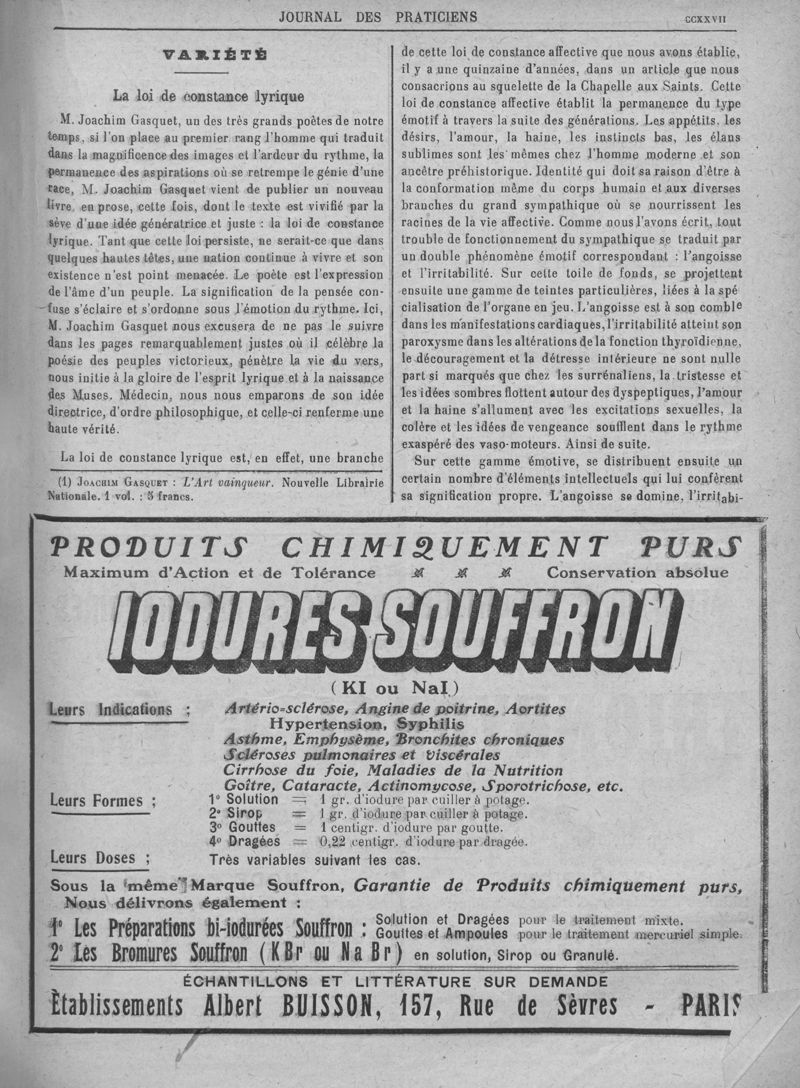 JOURNAL DES PRATICIENS
CCXXVII
VARIÉTÉ
La loi de constance lyrique
M. Joachim Gasquet, un des très grands poêtes de notre
temps, si l'on place au premier rang l'homme qui traduit
dans la magnificence des images et l'ardeur du rythme, la
permanence des aspirations où se retrempe le génie d'une
race, M. Joachim Gasquet vient de publier un nouveau
livre, en prose, cette fois, dont le texte est vivifié par la
sève d'une idée génératrice et juste : la loi de constance
lyrique. Tant que cette loi persiste, ne serait-ce que dans
quelques hautes têtes, une nation continue à vivre et son
existence n'est point menacée. Le poète est l'expression
de l'âme d'un peuple. La signification de la pensée con-
fuse s'éclaire et s'ordonne sous l'émotion du rythme. Ici,
M. Joachim Gasquet nous excusera de ne pas le suivre
dans les pages remarquablement justes où il célèbre la
poésie des peuples victorieux, pénètre la vie du vers,
nous initie à la gloire de l'esprit lyrique et à la naissance
des Muses. Médecin, nous nous emparons de son idée
directrice, d'ordre philosophique, et celle-ci renferme une
haute vérité.
La loi de constance lyrique est, en effet, une branche
(1) JOACHIM GASQUET : L'Art vainqueur. Nouvelle Librairie
Nationale. 1 vol. : 5 francs.
de cette loi de constance affective que nous avons établie,
il y a une quinzaine d'années, dans un article que nous
consacrions au squelette de la Chapelle aux Saints. Cette
loi de constance affective établit la permanence du type
émotif à travers la suite des générations. Les appétits, les
désirs, l'amour, la haine, les instincts bas, les élans
sublimes sont les mêmes chez l'homme moderne et son
ancêtre préhistorique. Identité qui doit sa raison d'être à
la conformation même du corps humain et aux diverses
branches du grand sympathique où se nourrissent les
racines de la vie affective. Comme nous l'avons écrit, tout
trouble de fonctionnement du sympathique se traduit par
un double phénomène émotif correspondant : l'angoisse
et l'irritabilité. Sur cette toile de fonds, se projettent
ensuite une gamme de teintes particulières, liées à la spé
cialisation de l'organe en jeu. L'angoisse est à son comble
dans les manifestations cardiaques, l'irritabilité atteint son
paroxysme dans les altérations de la fonction thyroïdienne,
le découragement et la détresse intérieure ne sont nulle
part si marqués que chez les surrénaliens, la tristesse et
les idées sombres flottent autour des dyspeptiques, l'amour
et la haine s'allument avec les excitations sexuelles, la
colère et les idées de vengeance soufflent dans le rythme
exaspéré des vaso-moteurs. Ainsi de suite.
Sur cette gamme émotive, se distribuent ensuite un
certain nombre d'éléments intellectuels qui lui confèrent
sa signification propre. L'angoisse se domine, l'irritabi-
PRODUITS CHIMIQUEMENT PURS
Maximum d'Action et de Tolérance Conservation absolue
IODURES-SOUFFRON
(KI ou NaI)
Leurs Indications : Artério-sclérose, Angine de poitrine, Aortites
Hypertension, Syphilis
Asthme, Emphysème, Bronchites chroniques
Scléroses pulmonaires et viscérales
Cirrhose du foie, Maladies de la Nutrition
Goître, Cataracte, Actinomycose, Sporotrichose, etc.
Leurs Formes : 1° Solution = 1 gr. d'iodure par cuiller à potage.
2° Sirop = 1 gr. d'iodure par cuiller à potage.
3° Gouttes = 1 centigr. d'iodure par goutte.
4° Dragées = 0,22 centigr. d'iodure par dragée.
Leurs Doses : Très variables suivant les cas.
Sous la même Marque Souffron, Garantie de Produits chimiquement purs,
Nous délivrons également :
1° Les Préparations bi-iodurées Souffron : Solution et Dragées pour le traitement mixte.
Gouttes et Ampoules pour le traitement mercuriel simple.
2° Les Bromures Souffron (KBr ou NaBr) en solution, Sirop ou Granulé.
ÉCHANTILLONS ET LITTÉRATURE SUR DEMANDE
Établissements Albert BUISSON, 157, Rue de Sèvres - PARIS